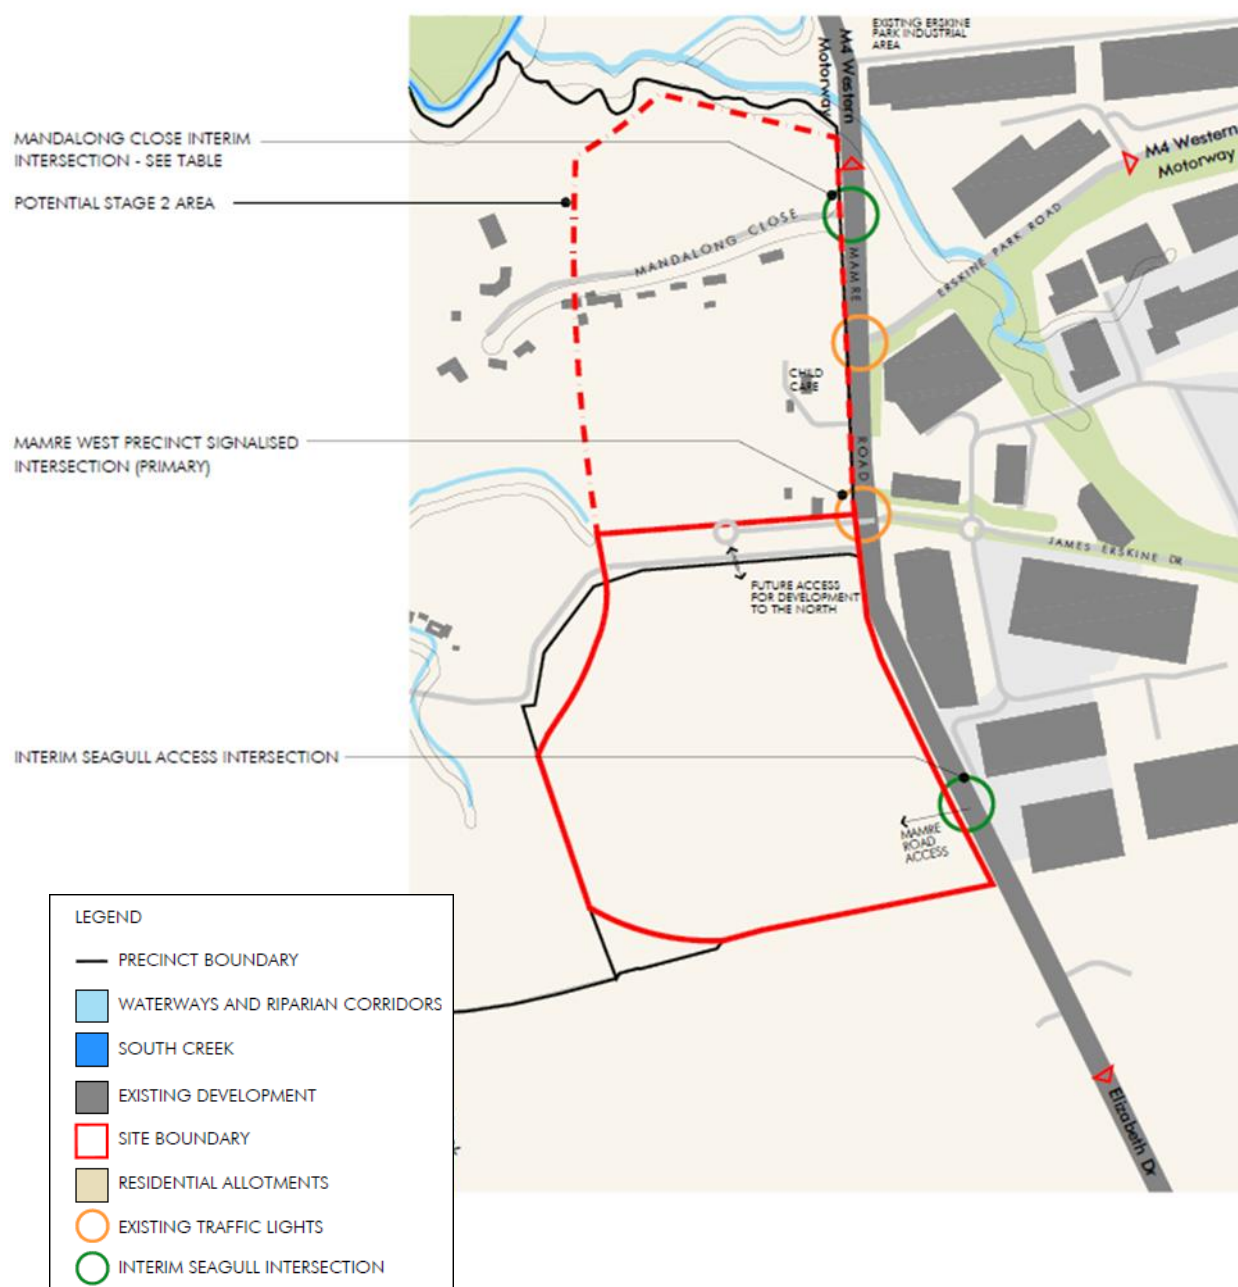 EXISTING ERSKINE
PARK INDUSTRIAL
AREA
M4 Western
Motorway
M4 Western
Motorway
MANDALONG CLOSE INTERIM
INTERSECTION - SEE TABLE
POTENTIAL STAGE 2 AREA
MANDALONG CLOSE
MAMRE
ROAD
ERSKINE PARK ROAD
CHILD
CARE
MAMRE WEST PRECINCT SIGNALISED
INTERSECTION (PRIMARY)
JAMES ERSKINE DR
FUTURE ACCESS
FOR DEVELOPMENT
TO THE NORTH
INTERIM SEAGULL ACCESS INTERSECTION
MAMRE
ROAD
ACCESS
Elizabeth Dr
LEGEND
PRECINCT BOUNDARY
WATERWAYS AND RIPARIAN CORRIDORS
SOUTH CREEK
EXISTING DEVELOPMENT
SITE BOUNDARY
RESIDENTIAL ALLOTMENTS
EXISTING TRAFFIC LIGHTS
INTERIM SEAGULL INTERSECTION